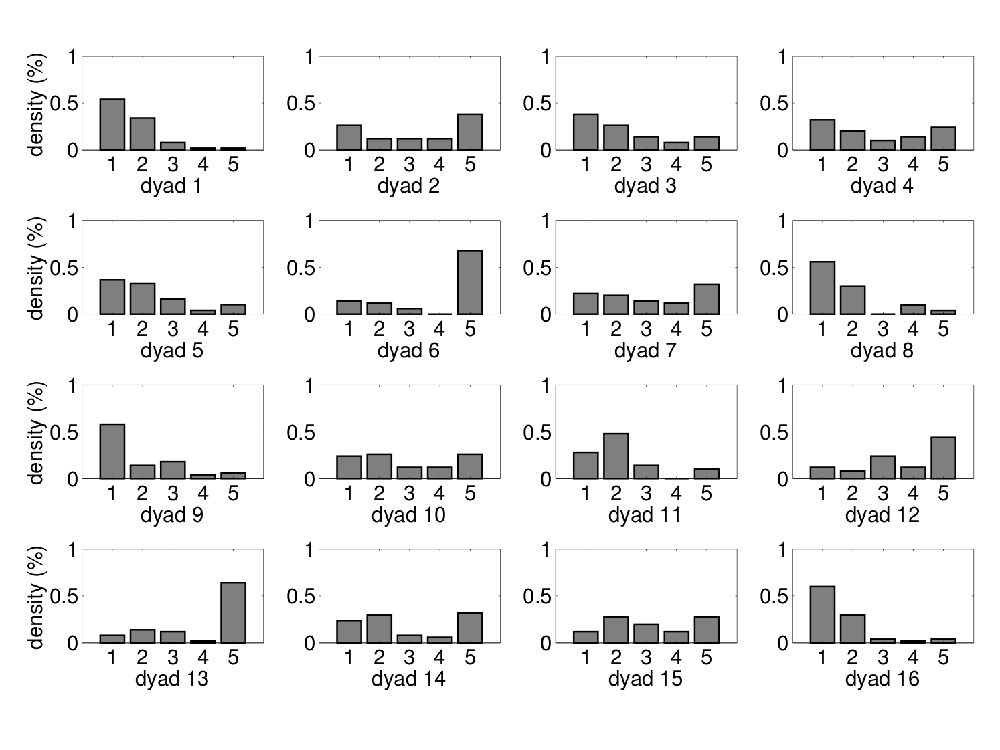 density (%)
1
0.5
0
1 2 3 4 5
dyad 1
1
0.5
0
1 2 3 4 5
dyad 2
1
0.5
0
1 2 3 4 5
dyad 3
1
0.5
0
1 2 3 4 5
dyad 4
density (%)
1
0.5
0
1 2 3 4 5
dyad 5
1
0.5
0
1 2 3 4 5
dyad 6
1
0.5
0
1 2 3 4 5
dyad 7
1
0.5
0
1 2 3 4 5
dyad 8
density (%)
1
0.5
0
1 2 3 4 5
dyad 9
1
0.5
0
1 2 3 4 5
dyad 10
1
0.5
0
1 2 3 4 5
dyad 11
1
0.5
0
1 2 3 4 5
dyad 12
density (%)
1
0.5
0
1 2 3 4 5
dyad 13
1
0.5
0
1 2 3 4 5
dyad 14
1
0.5
0
1 2 3 4 5
dyad 15
1
0.5
0
1 2 3 4 5
dyad 16